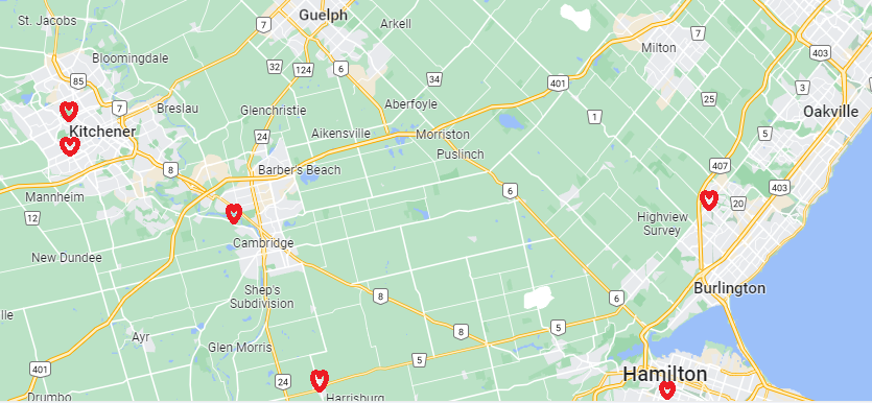 Guelph
Arkell
St. Jacobs
7
7
Milton
Bloomingdale
403
32
124
6
34
401
85
3
25
Breslau
Glenchristie
Aberfoyle
7
Oakville
1
Kitchener
24
Aikensville
Morriston
5
Puslinch
8
Barber's Beach
407
Mannheim
6
403
20
12
Highview
Survey
Cambridge
New Dundee
Shep's
Subdivision
8
6
Burlington
lle
Ayr
Glen Morris
8
5
5
401
24
Hamilton
Drumbo
Harrisburg